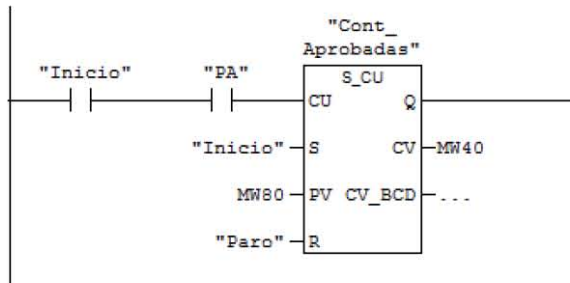 "Cont_
Aprobadas"
"Inicio" "PA" S_CU
CU Q
"Inicio" S CV MW40
MW80 PV CV_BCD ...
"Paro" R